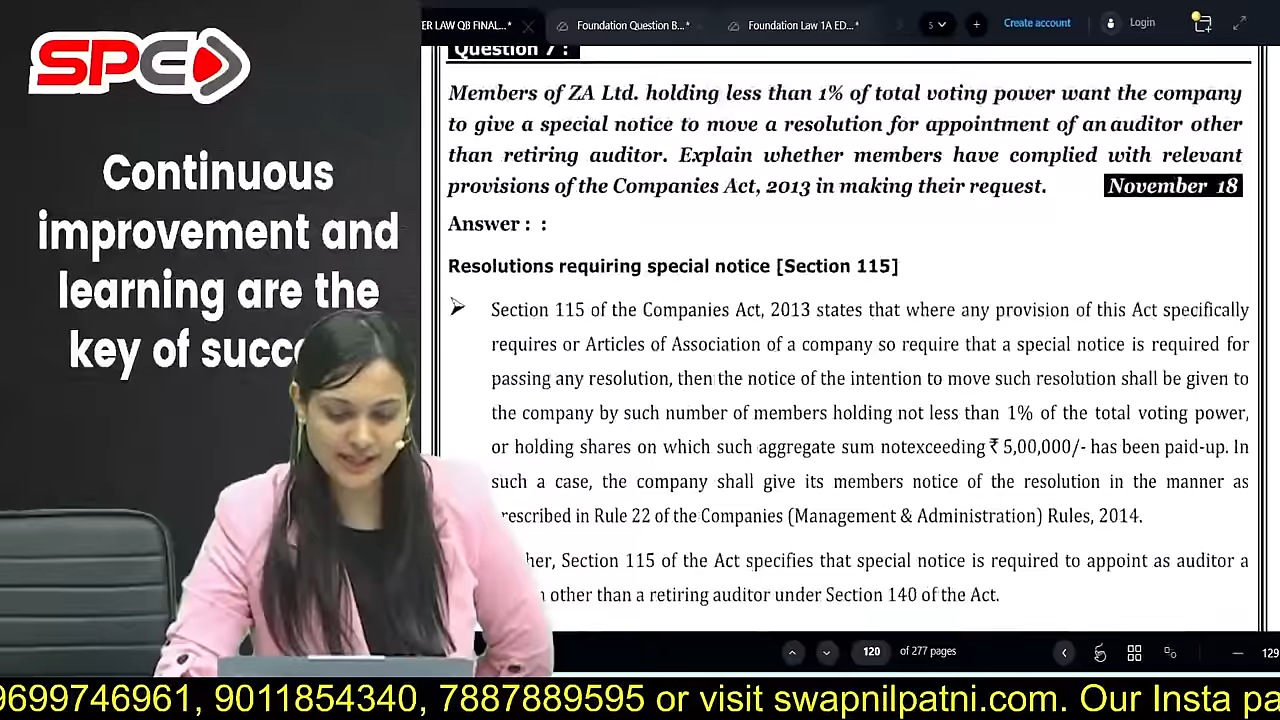 SPC
Continuous
improvement and
learning are the
key of succe
ER LAW QB FINAL...*
Foundation Question B...*
Foundation Law 1A ED...*
5
Create account
Login
Question 7 :
Members of ZA Ltd. holding less than 1% of total voting power want the company
to give a special notice to move a resolution for appointment of an auditor other
than retiring auditor. Explain whether members have complied with relevant
provisions of the Companies Act, 2013 in making their request. November 18
Answer : :
Resolutions requiring special notice [Section 115]
Section 115 of the Companies Act, 2013 states that where any provision of this Act specifically
requires or Articles of Association of a company so require that a special notice is required for
passing any resolution, then the notice of the intention to move such resolution shall be given to
the company by such number of members holding not less than 1% of the total voting power,
or holding shares on which such aggregate sum notexceeding ₹ 5,00,000/- has been paid-up. In
such a case, the company shall give its members notice of the resolution in the manner as
rescribed in Rule 22 of the Companies (Management & Administration) Rules, 2014.
her, Section 115 of the Act specifies that special notice is required to appoint as auditor a
other than a retiring auditor under Section 140 of the Act.
120 of 277 pages
129
9699746961, 9011854340, 7887889595 or visit swapnilpatni.com. Our Insta pa